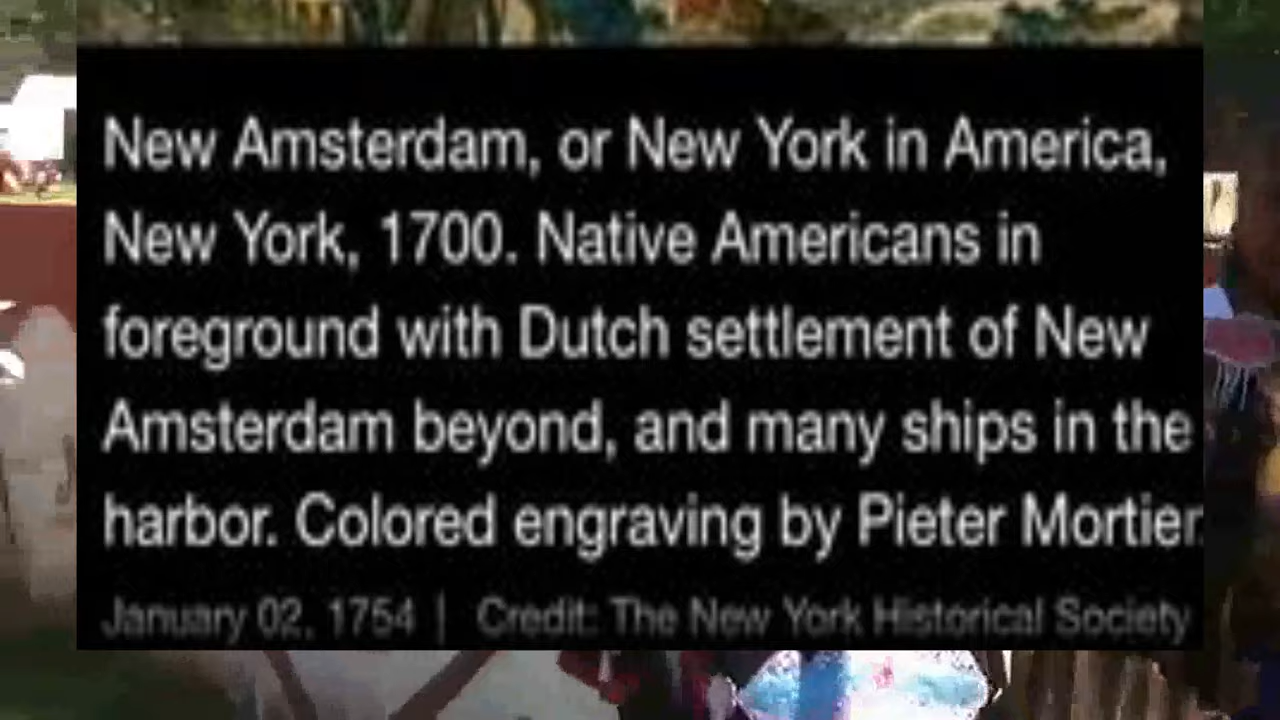 New Amsterdam, or New York in America,
New York, 1700. Native Americans in
foreground with Dutch settlement of New
Amsterdam beyond, and many ships in the
harbor. Colored engraving by Pieter Mortier.
January 02, 1754 | Credit: The New York Historical Society